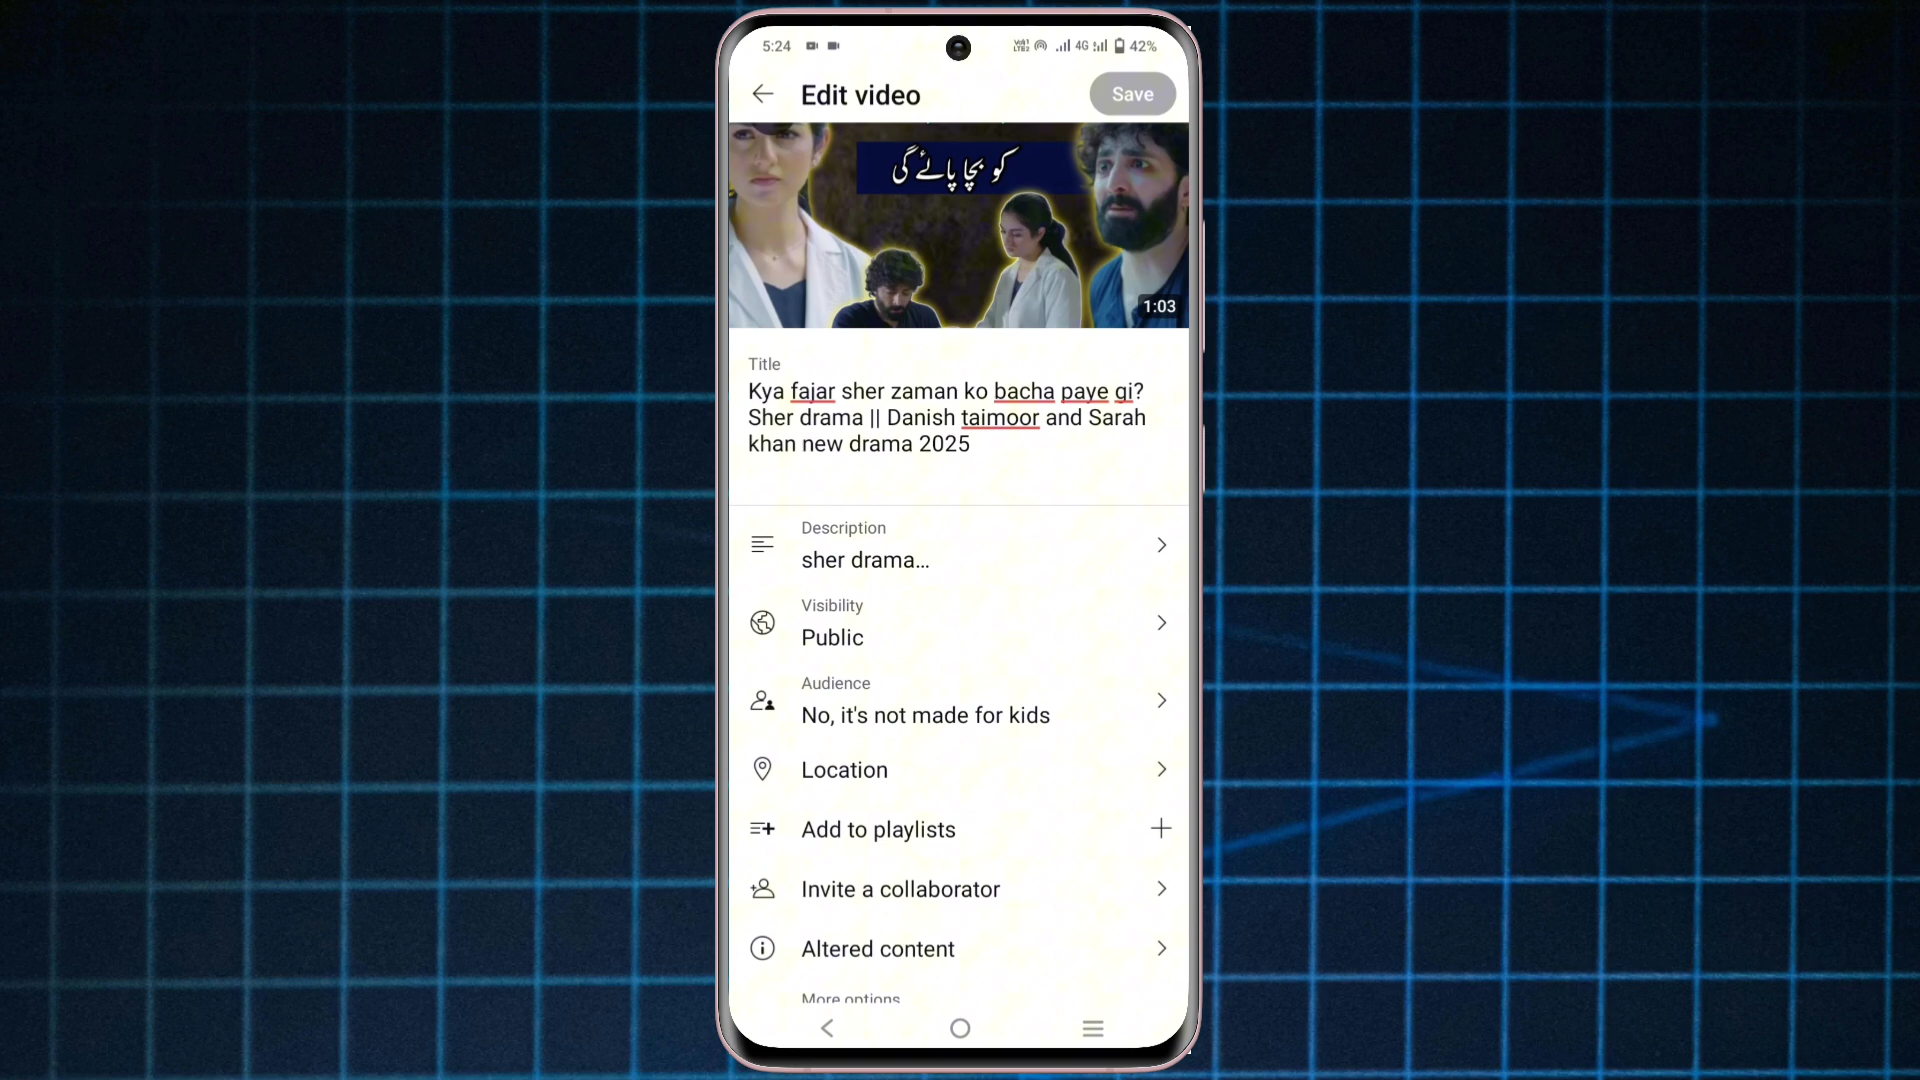 5:24
4G
42%
Edit video
Save
کو بچا پائے گی
1:03
Title
Kya fajar sher zaman ko bacha paye gi?
Sher drama || Danish taimoor and Sarah
khan new drama 2025
Description
sher drama...
Visibility
Public
Audience
No, it's not made for kids
Location
Add to playlists
Invite a collaborator
Altered content
More options